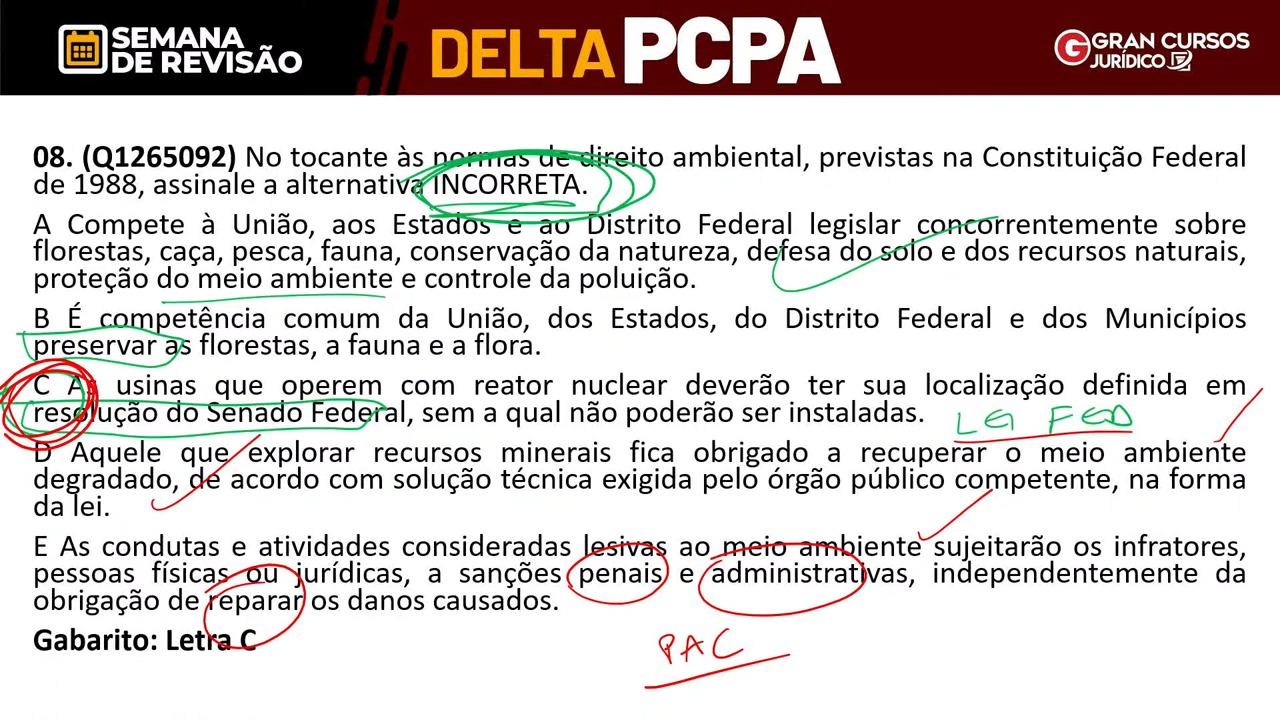 SEMANA
DE REVISÃO
DELTA PCPA
GRAN CURSOS
JURÍDICO
08. (Q1265092) No tocante às normas de direito ambiental, previstas na Constituição Federal
de 1988, assinale a alternativa INCORRETA.
A Compete à União, aos Estados e ao Distrito Federal legislar concorrentemente sobre
florestas, caça, pesca, fauna, conservação da natureza, defesa do solo e dos recursos naturais,
proteção do meio ambiente e controle da poluição.
B É competência comum da União, dos Estados, do Distrito Federal e dos Municípios
preservar as florestas, a fauna e a flora.
C As usinas que operem com reator nuclear deverão ter sua localização definida em
resolução do Senado Federal, sem a qual não poderão ser instaladas.
LEI FED
D Aquele que explorar recursos minerais fica obrigado a recuperar o meio ambiente
degradado, de acordo com solução técnica exigida pelo órgão público competente, na forma
da lei.
E As condutas e atividades consideradas lesivas ao meio ambiente sujeitarão os infratores,
pessoas físicas ou jurídicas, a sanções penais e administrativas, independentemente da
obrigação de reparar os danos causados.
Gabarito: Letra C
PAC